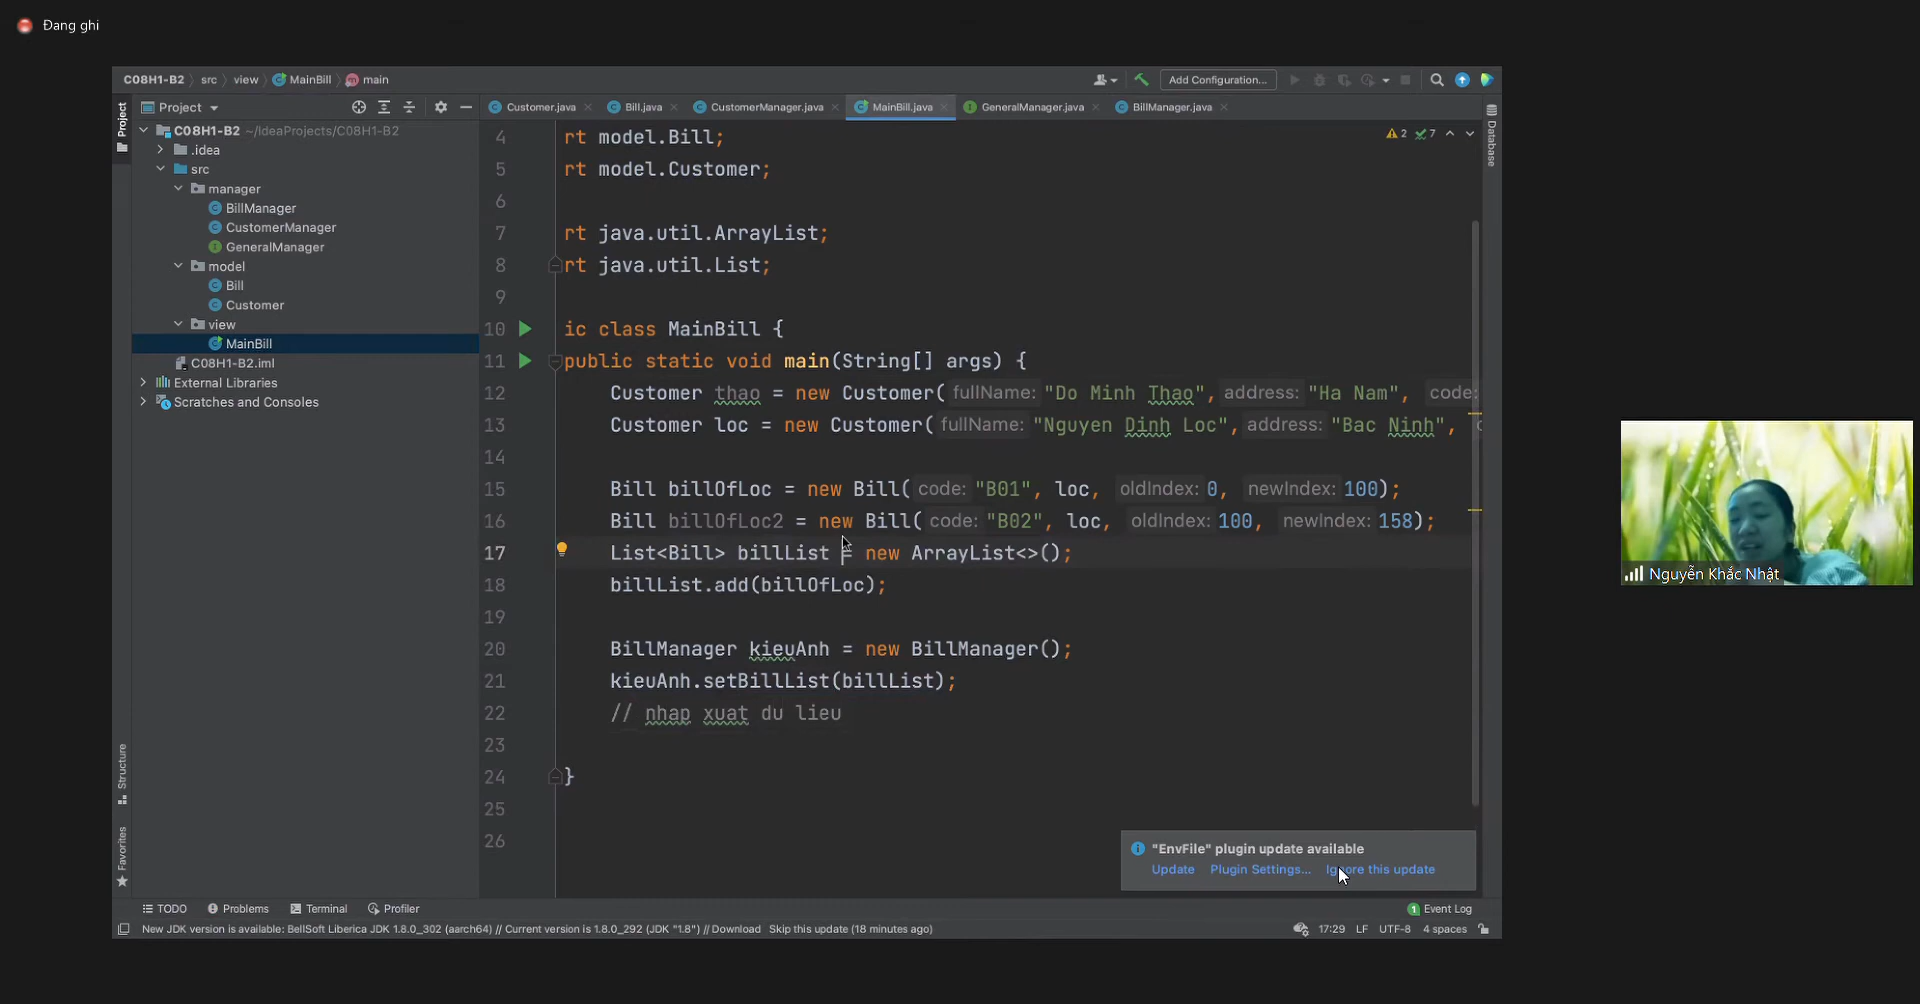 Đang ghi
C08H1-B2 src view MainBill main
Add Configuration...
Project
Customer.java Bill.java CustomerManager.java MainBill.java GeneralManager.java BillManager.java
Project
C08H1-B2 ~/IdeaProjects/C08H1-B2
.idea
src
manager
BillManager
CustomerManager
GeneralManager
model
Bill
Customer
view
MainBill
C08H1-B2.iml
External Libraries
Scratches and Consoles
Structure
Favorites
2 7
Database
4 rt model.Bill;
5 rt model.Customer;
6
7 rt java.util.ArrayList;
8 rt java.util.List;
9
10 ic class MainBill {
11 public static void main(String[] args) {
12 Customer thao = new Customer( fullName: "Do Minh Thao", address: "Ha Nam", code:
13 Customer loc = new Customer( fullName: "Nguyen Dinh Loc", address: "Bac Ninh", c
14
15 Bill billOfLoc = new Bill( code: "B01", loc, oldIndex: 0, newIndex: 100);
16 Bill billOfLoc2 = new Bill( code: "B02", loc, oldIndex: 100, newIndex: 158);
17 List<Bill> billList = new ArrayList<>();
18 billList.add(billOfLoc);
19
20 BillManager kieuAnh = new BillManager();
21 kieuAnh.setBillList(billList);
22 // nhap xuat du lieu
23
24 }
25
26
"EnvFile" plugin update available
Update Plugin Settings... Ignore this update
TODO Problems Terminal Profiler
1 Event Log
New JDK version is available: BellSoft Liberica JDK 1.8.0_302 (aarch64) // Current version is 1.8.0_292 (JDK "1.8") // Download Skip this update (18 minutes ago)
17:29 LF UTF-8 4 spaces
Nguyễn Khắc Nhật